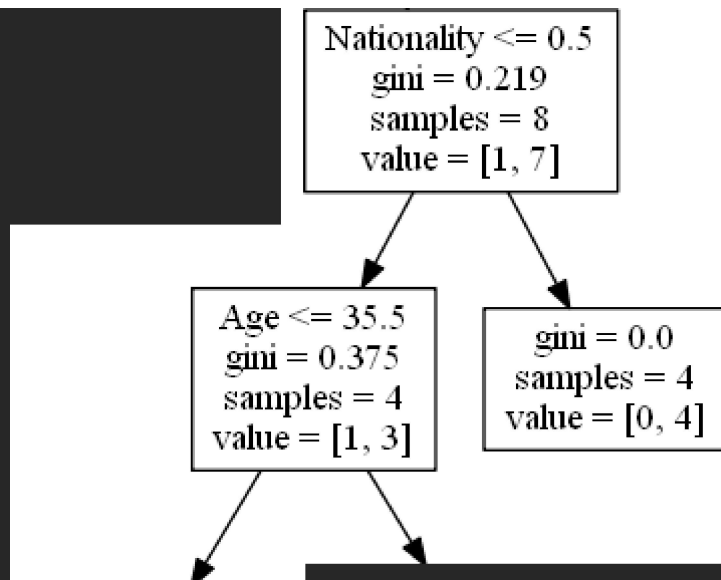 Nationality <= 0.5
gini = 0.219
samples = 8
value = [1, 7]
Age <= 35.5
gini = 0.375
samples = 4
value = [1, 3]
gini = 0.0
samples = 4
value = [0, 4]